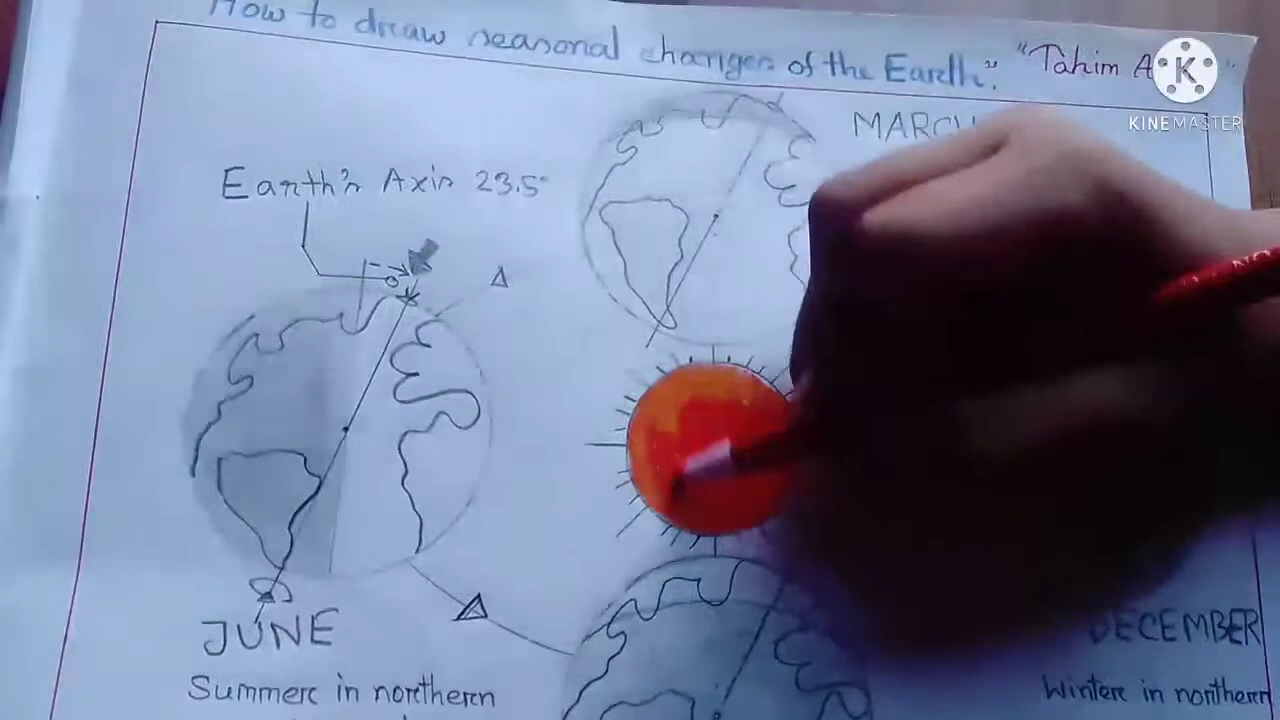 How to draw seasonal changes of the Earth". "Tahim
K
KINEMASTER
MARCH
Earth's Axis 23.5°
JUNE
Summer in northern
DECEMBER
Winter in northern